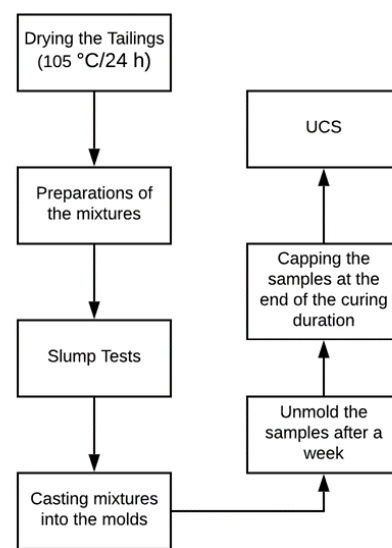 Drying the Tailings
(105 °C/24 h)
Preparations of
the mixtures
Slump Tests
Casting mixtures
into the molds
Unmold the
samples after a
week
Capping the
samples at the
end of the curing
duration
UCS